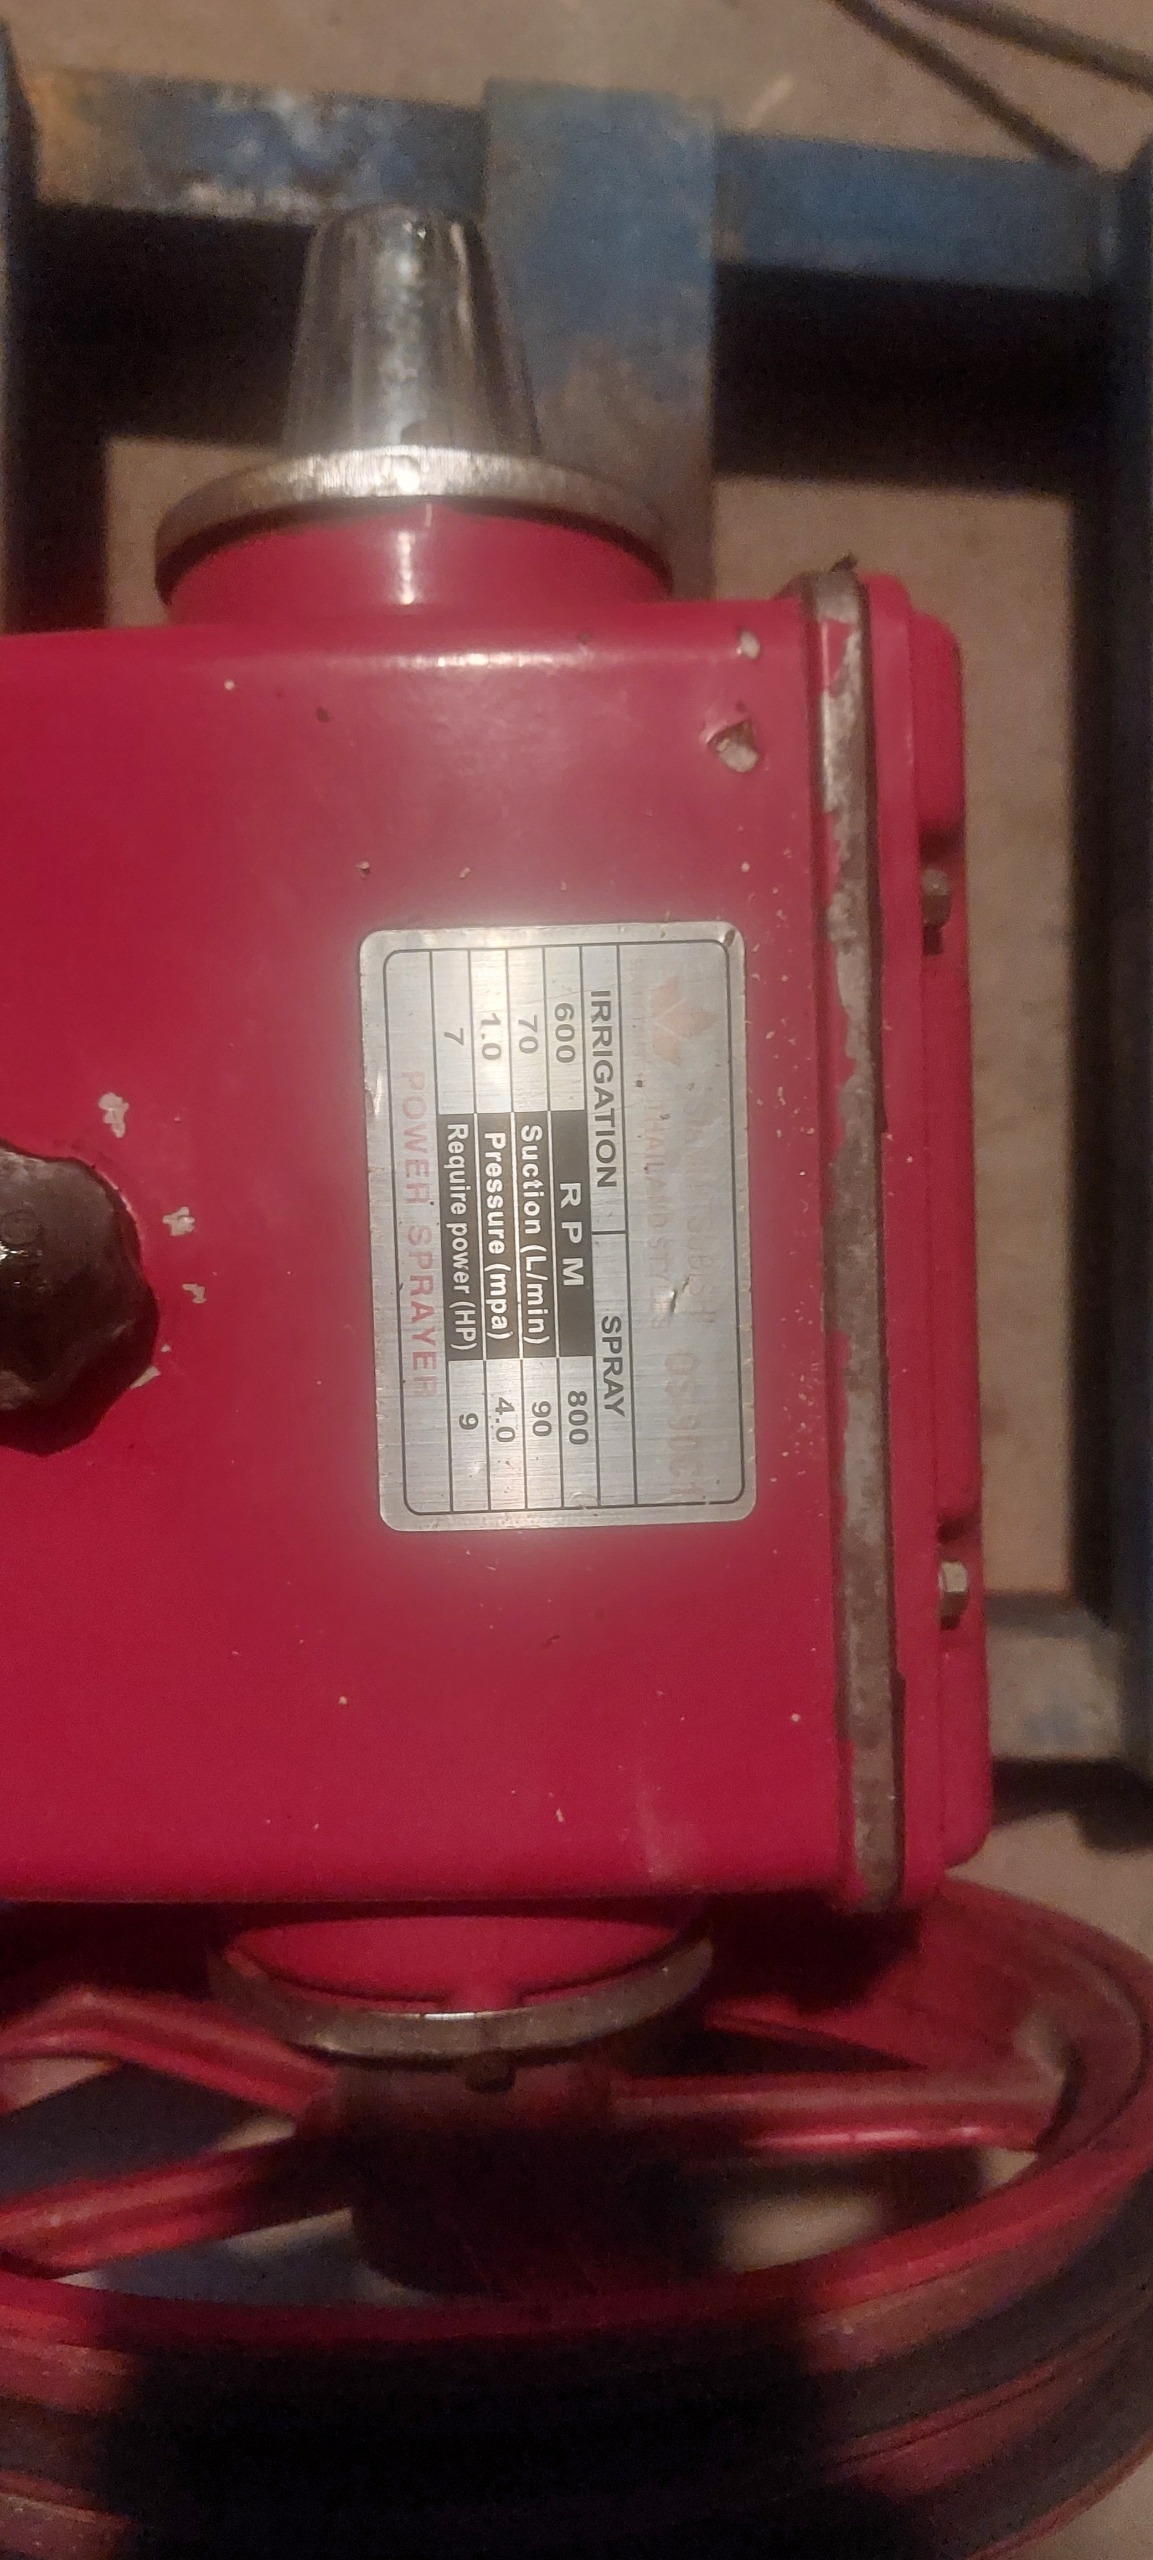 IRRIGATION SPRAY
600 RPM 800
70 Suction (L/min) 90
1.0 Pressure (mpa) 4.0
7 Require power (HP) 9
POWER SPRAYER